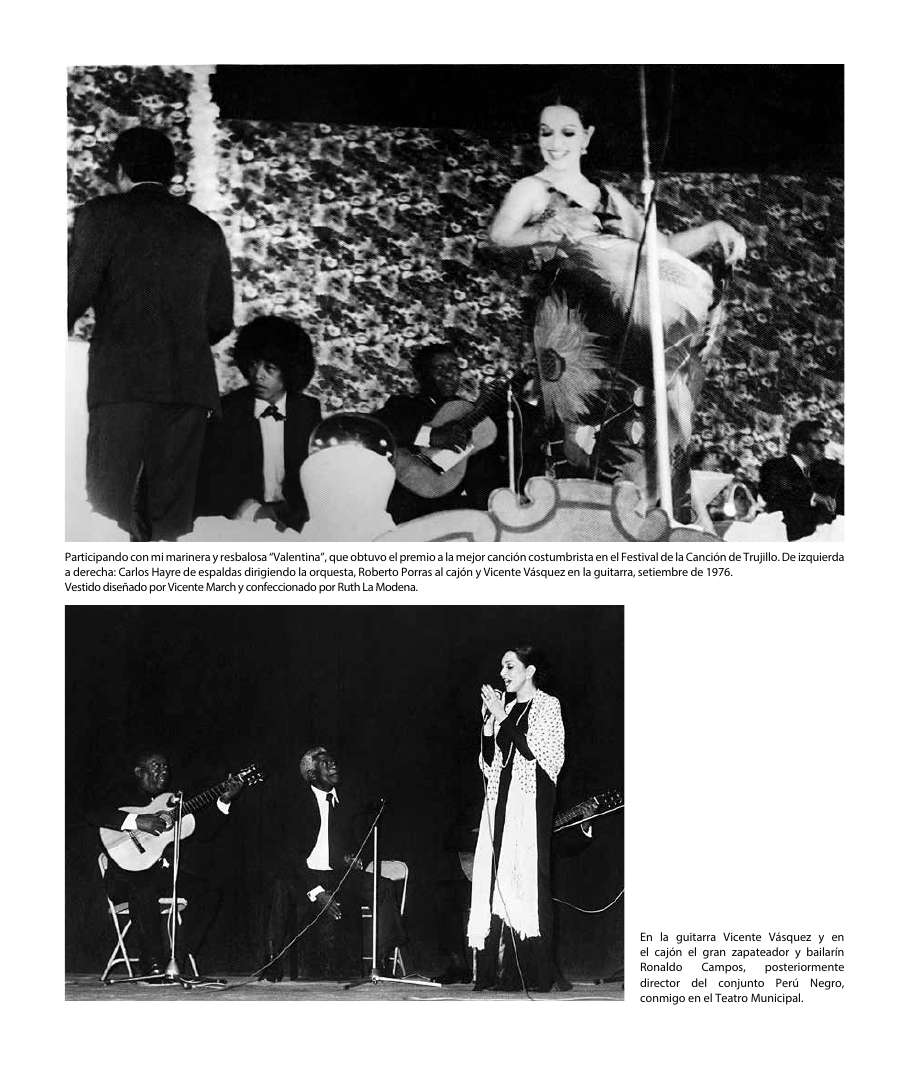 Participando con mi marinera y resbalosa “Valentina”, que obtuvo el premio a la mejor canción costumbrista en el Festival de la Canción de Trujillo. De izquierda
a derecha: Carlos Hayre de espaldas dirigiendo la orquesta, Roberto Porras al cajón y Vicente Vásquez en la guitarra, setiembre de 1976.
Vestido diseñado por Vicente March y confeccionado por Ruth La Modena.
En la guitarra Vicente Vásquez y en
el cajón el gran zapateador y bailarín
Ronaldo Campos, posteriormente
director del conjunto Perú Negro,
conmigo en el Teatro Municipal.